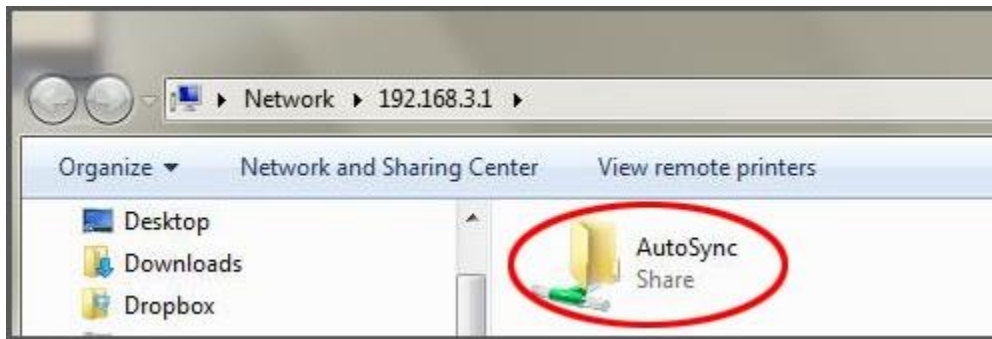 Network 192.168.3.1
Organize Network and Sharing Center View remote printers
Desktop
Downloads
Dropbox
AutoSync
Share